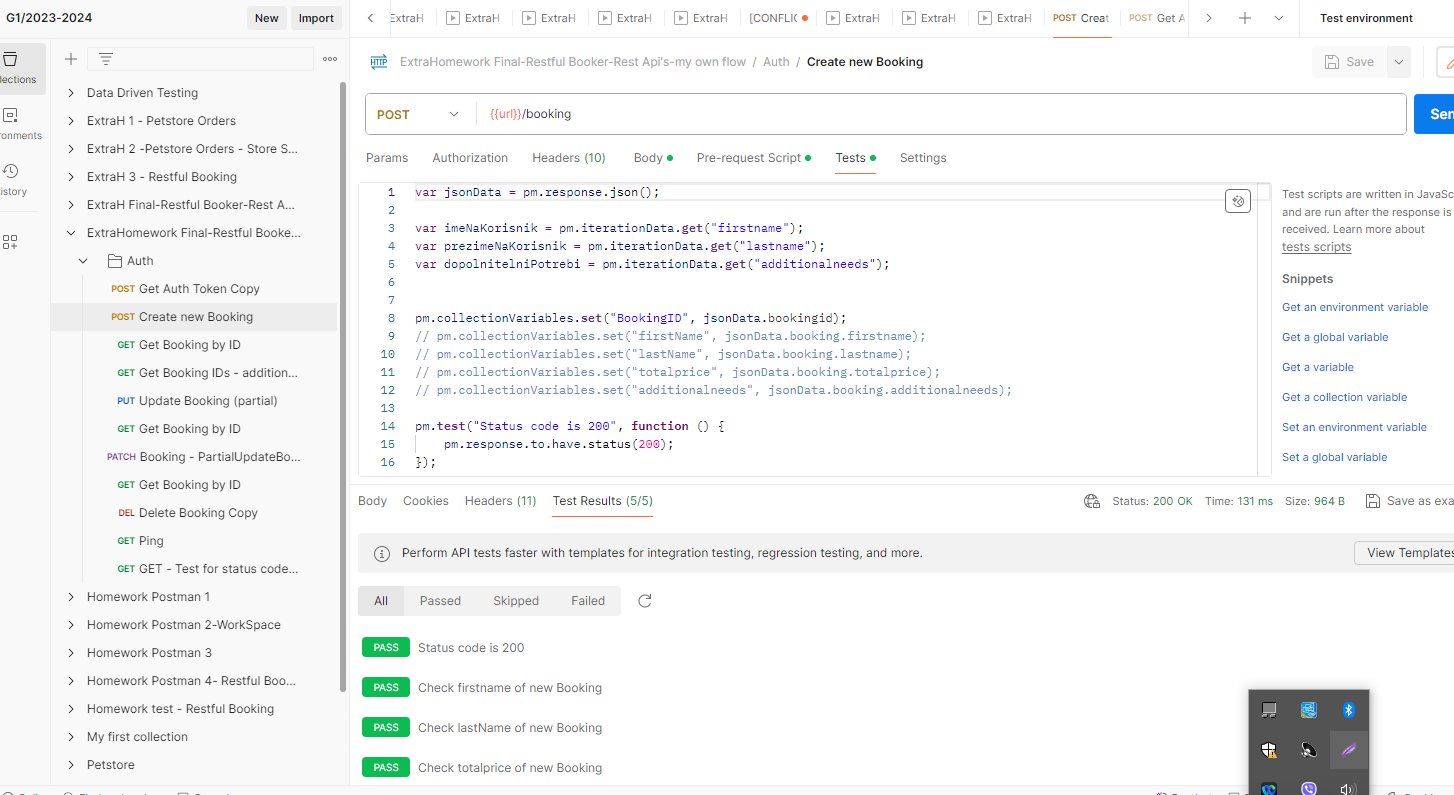 G1/2023-2024
New
Import
ExtraH
ExtraH
ExtraH
ExtraH
ExtraH
[CONFLIC
ExtraH
ExtraH
ExtraH
POST Creat
POST Get A
Test environment
lections
ronments
istory
Data Driven Testing
ExtraH 1 - Petstore Orders
ExtraH 2 -Petstore Orders - Store S...
ExtraH 3 - Restful Booking
ExtraH Final-Restful Booker-Rest A...
ExtraHomework Final-Restful Booke...
Auth
POST Get Auth Token Copy
POST Create new Booking
GET Get Booking by ID
GET Get Booking IDs - addition...
PUT Update Booking (partial)
GET Get Booking by ID
PATCH Booking - PartialUpdateBo...
GET Get Booking by ID
DEL Delete Booking Copy
GET Ping
GET GET - Test for status code...
Homework Postman 1
Homework Postman 2-WorkSpace
Homework Postman 3
Homework Postman 4- Restful Boo...
Homework test - Restful Booking
My first collection
Petstore
HTTP ExtraHomework Final-Restful Booker-Rest Api's-my own flow / Auth / Create new Booking
Save
POST {{url}}/booking
Sen
Params Authorization Headers (10) Body Pre-request Script Tests Settings
1 var jsonData = pm.response.json();
2
3 var imeNaKorisnik = pm.iterationData.get("firstname");
4 var prezimeNaKorisnik = pm.iterationData.get("lastname");
5 var dopolnitelniPotrebi = pm.iterationData.get("additionalneeds");
6
7
8 pm.collectionVariables.set("BookingID", jsonData.bookingid);
9 // pm.collectionVariables.set("firstName", jsonData.booking.firstname);
10 // pm.collectionVariables.set("lastName", jsonData.booking.lastname);
11 // pm.collectionVariables.set("totalprice", jsonData.booking.totalprice);
12 // pm.collectionVariables.set("additionalneeds", jsonData.booking.additionalneeds);
13
14 pm.test("Status code is 200", function () {
15 pm.response.to.have.status(200);
16 });
Test scripts are written in JavaSc
and are run after the response is
received. Learn more about
tests scripts
Snippets
Get an environment variable
Get a global variable
Get a variable
Get a collection variable
Set an environment variable
Set a global variable
Body Cookies Headers (11) Test Results (5/5)
Status: 200 OK Time: 131 ms Size: 964 B Save as exa
Perform API tests faster with templates for integration testing, regression testing, and more.
View Templates
All Passed Skipped Failed
PASS Status code is 200
PASS Check firstname of new Booking
PASS Check lastName of new Booking
PASS Check totalprice of new Booking